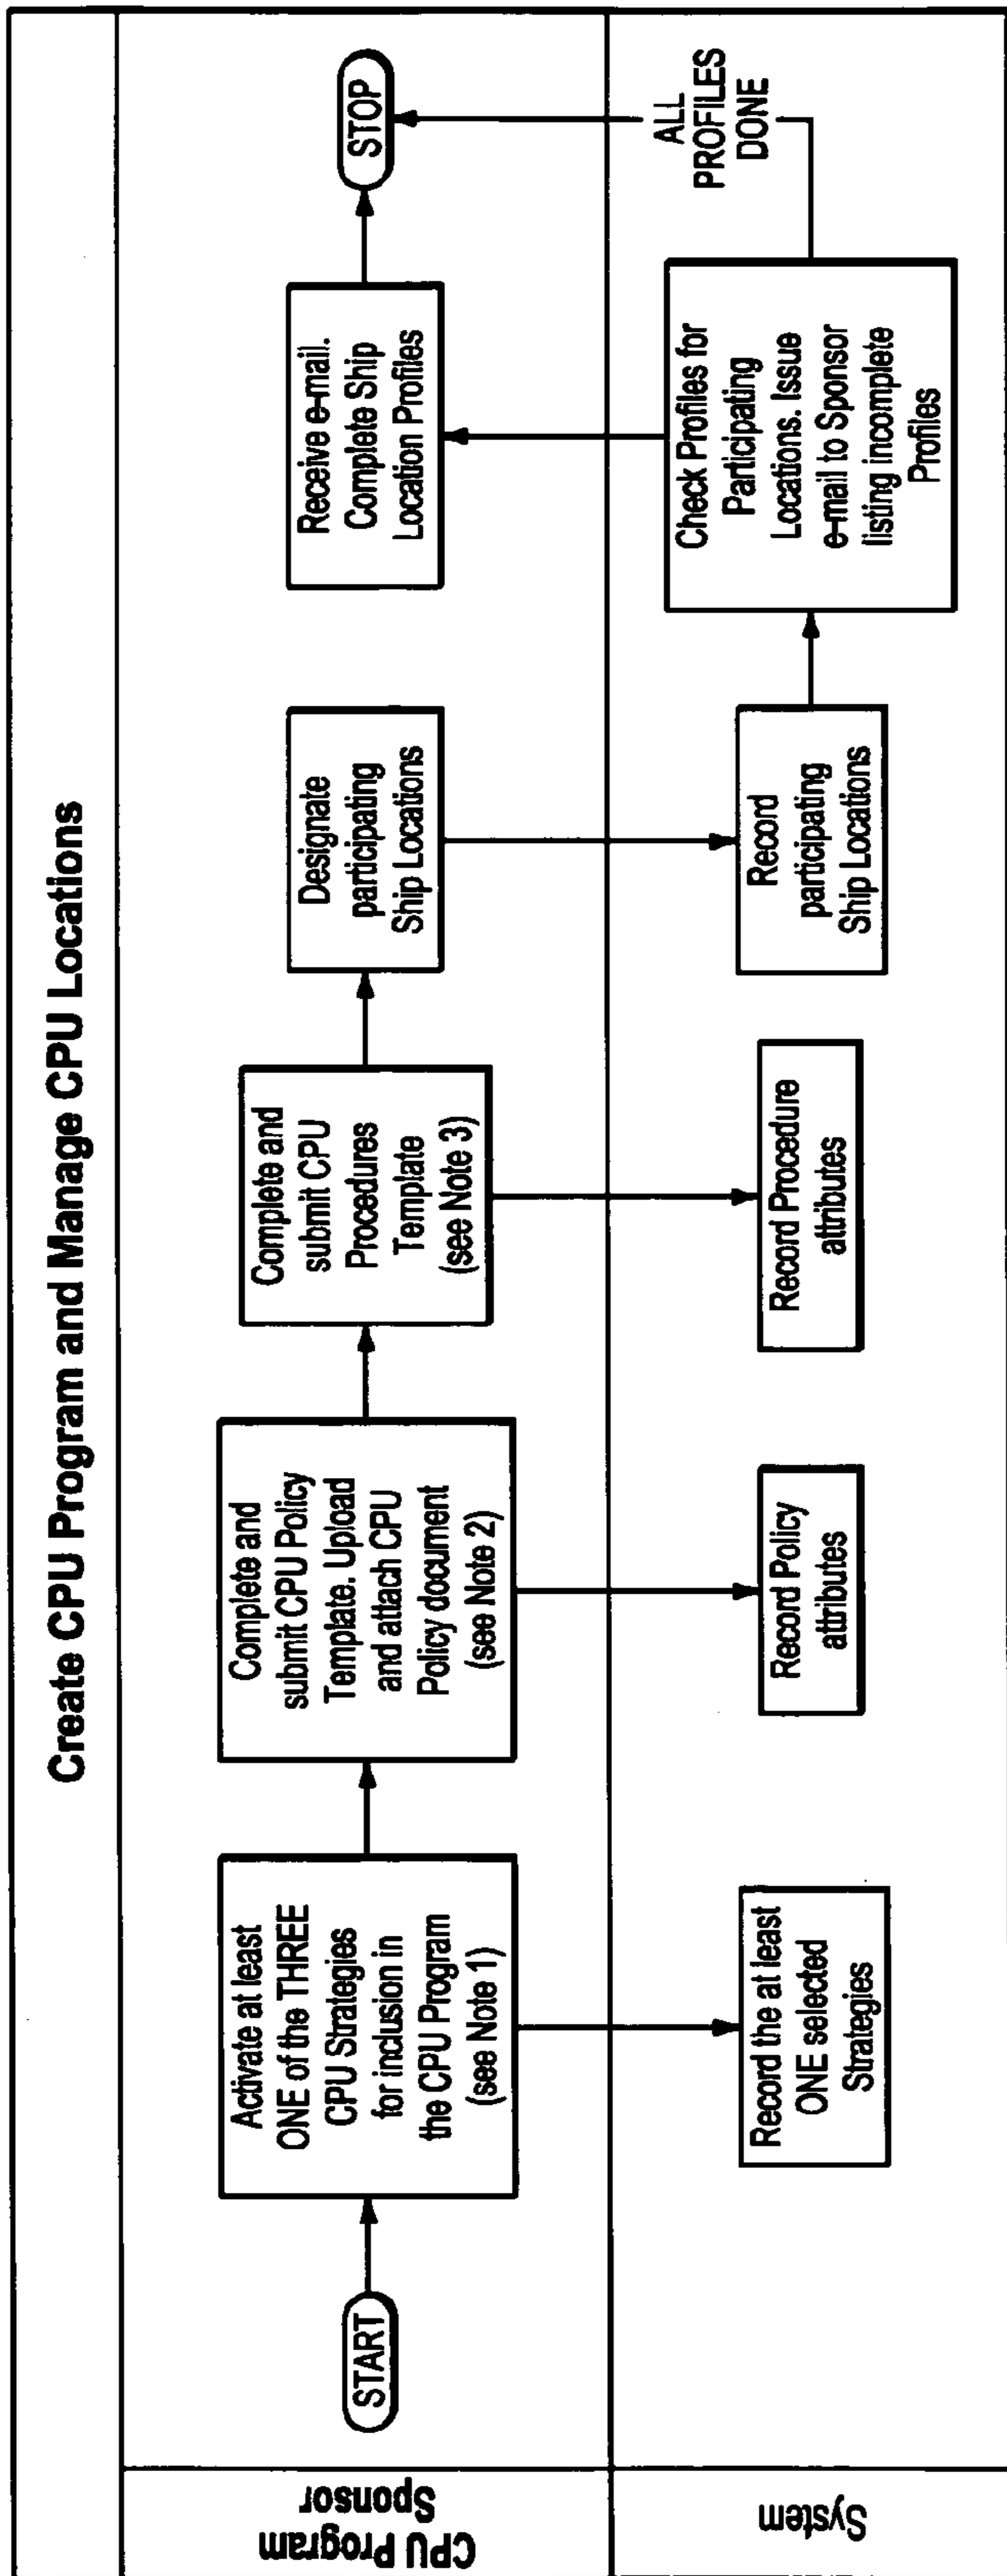 Create CPU Program and Manage CPU Locations
CPU Program
Sponsor
START
Activate at least
ONE of the THREE
CPU Strategies
for inclusion in
the CPU Program
(see Note 1)
Complete and
submit CPU Policy
Template. Upload
and attach CPU
Policy document
(see Note 2)
Complete and
submit CPU
Procedures
Template
(see Note 3)
Designate
participating
Ship Locations
Receive e-mail.
Complete Ship
Location Profiles
STOP
System
Record the at least
ONE selected
Strategies
Record Policy
attributes
Record Procedure
attributes
Record
participating
Ship Locations
Check Profiles for
Participating
Locations. Issue
e-mail to Sponsor
listing incomplete
Profiles
ALL
PROFILES
DONE